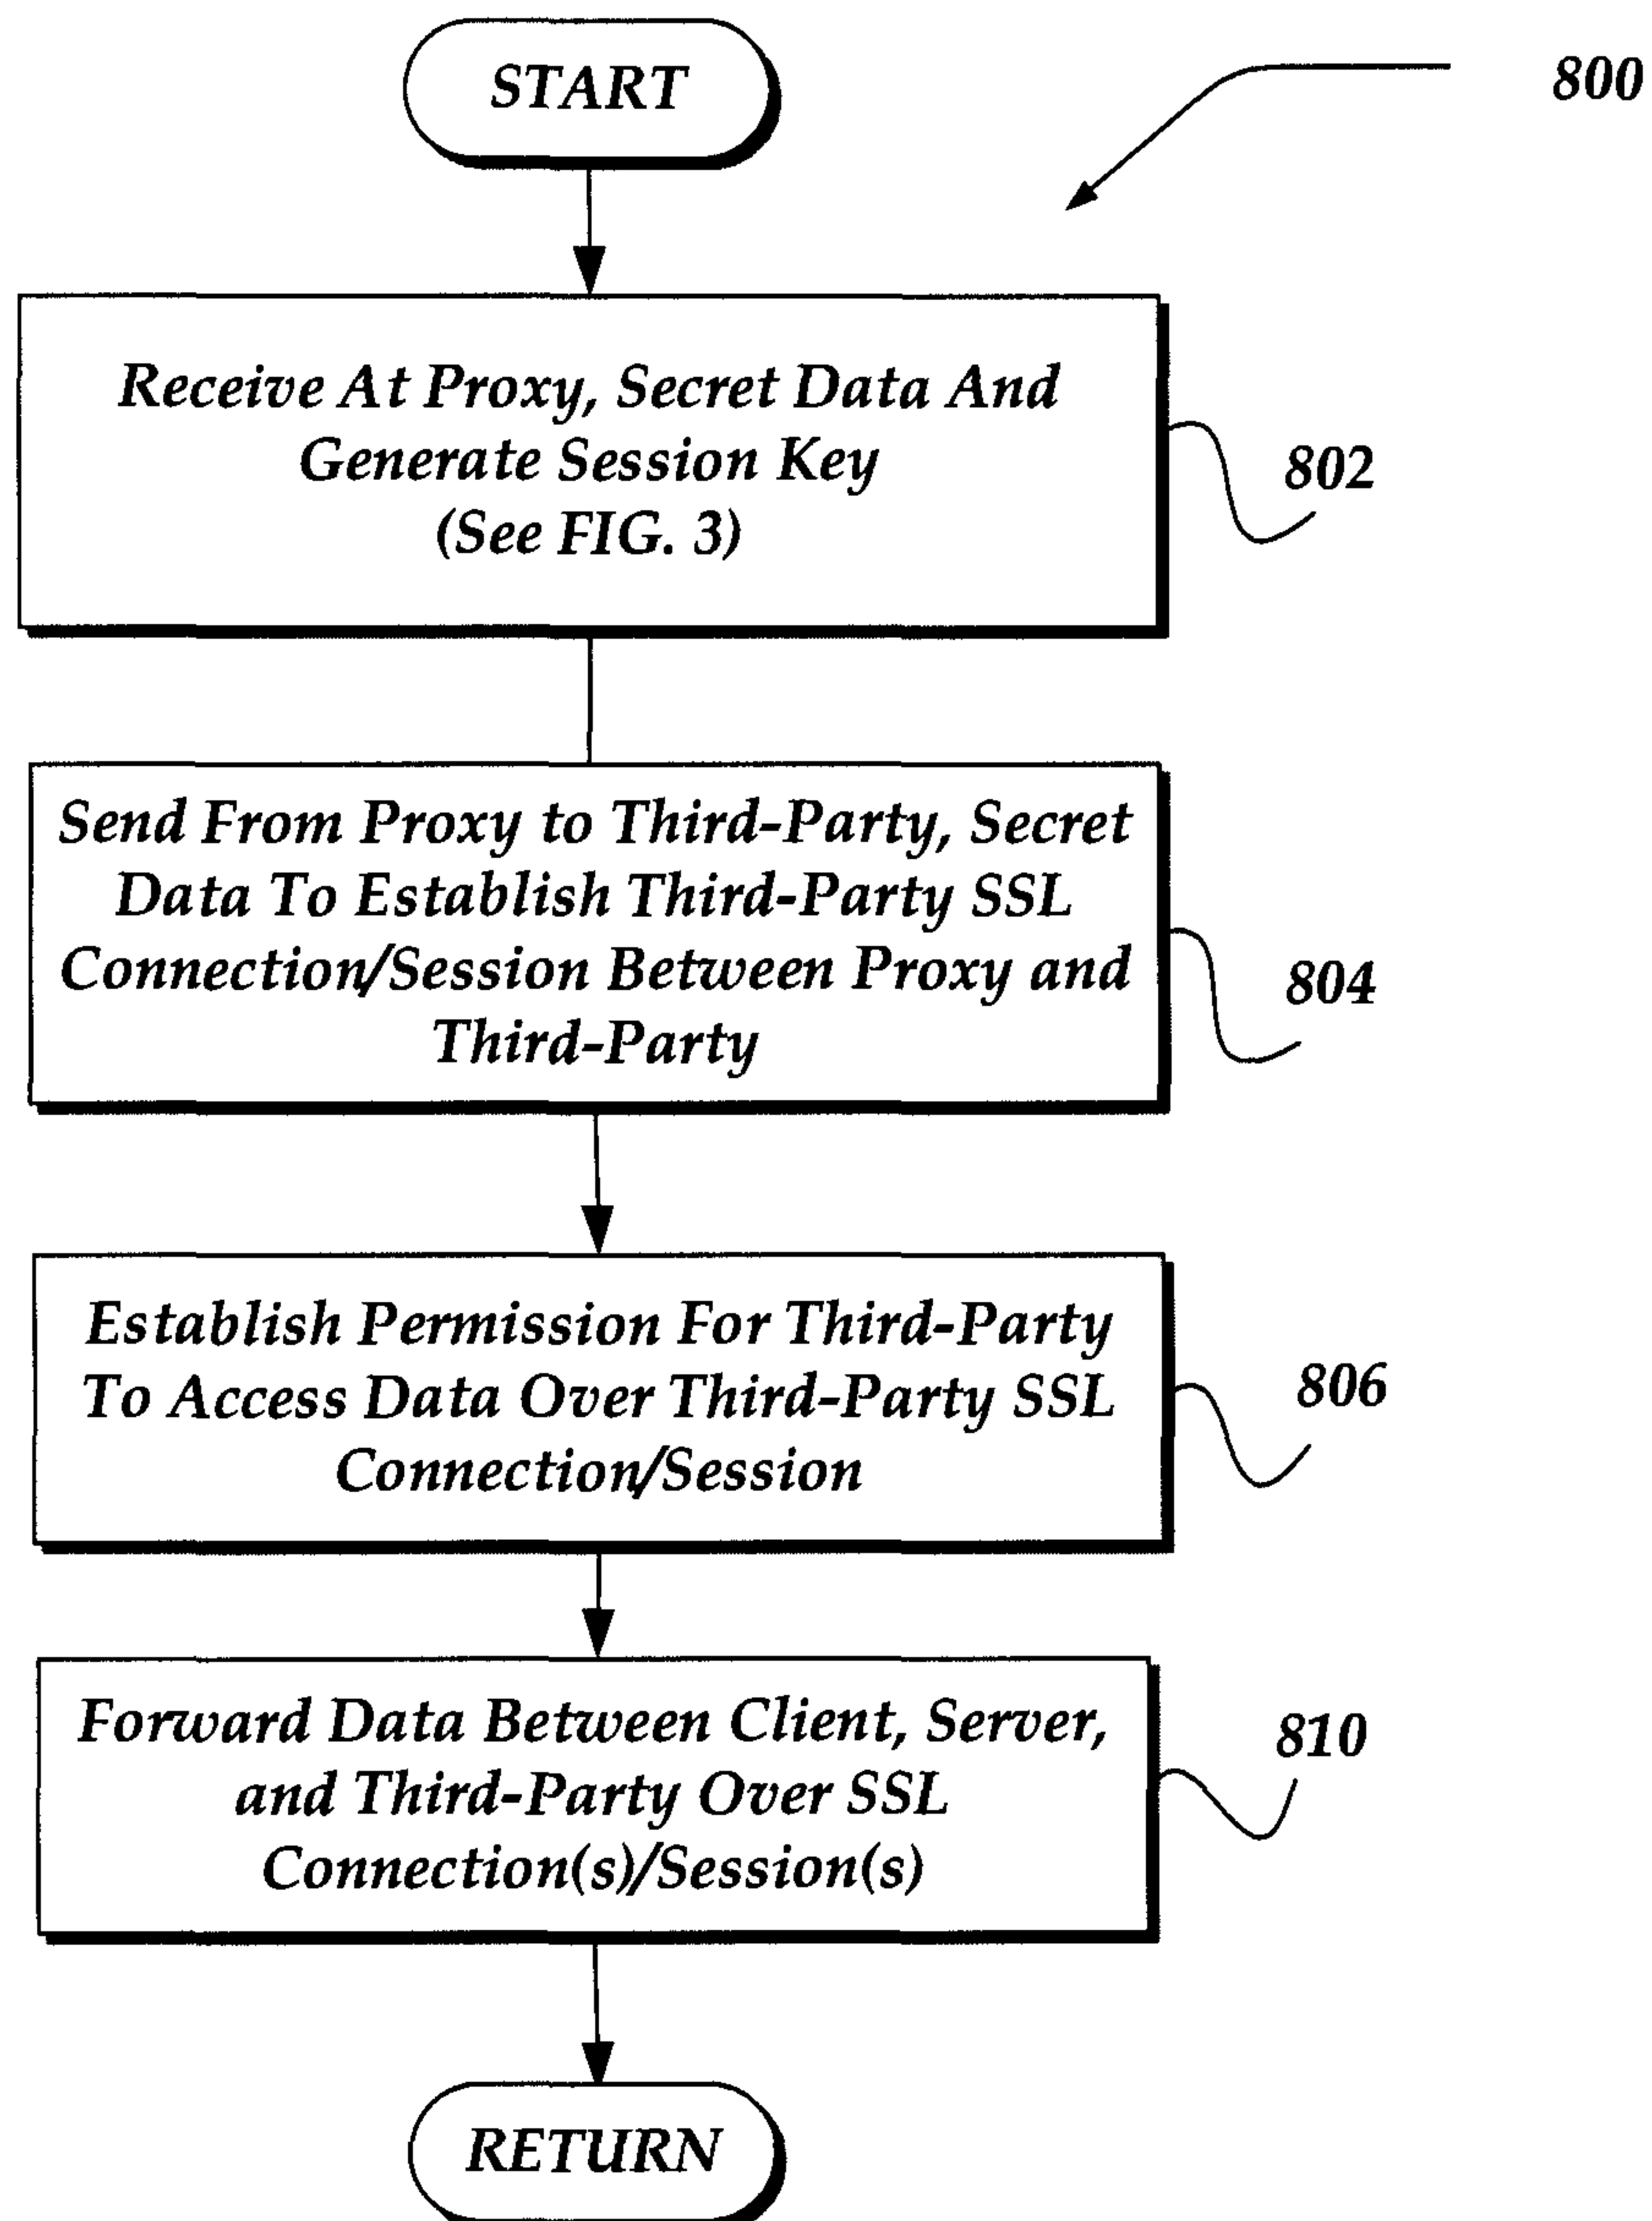 START
800
Receive At Proxy, Secret Data And
Generate Session Key
(See FIG. 3)
802
Send From Proxy to Third-Party, Secret
Data To Establish Third-Party SSL
Connection/Session Between Proxy and
Third-Party
804
Establish Permission For Third-Party
To Access Data Over Third-Party SSL
Connection/Session
806
Forward Data Between Client, Server,
and Third-Party Over SSL
Connection(s)/Session(s)
810
RETURN